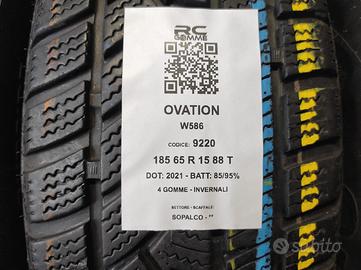 RC
GOMME
OVATION
W586
CODICE: 9220
185 65 R 15 88 T
DOT: 2021 - BATT: 85/95%
4 GOMME - INVERNALI
SETTORE: - SCAFFALE:
SOPALCO - ""
subito